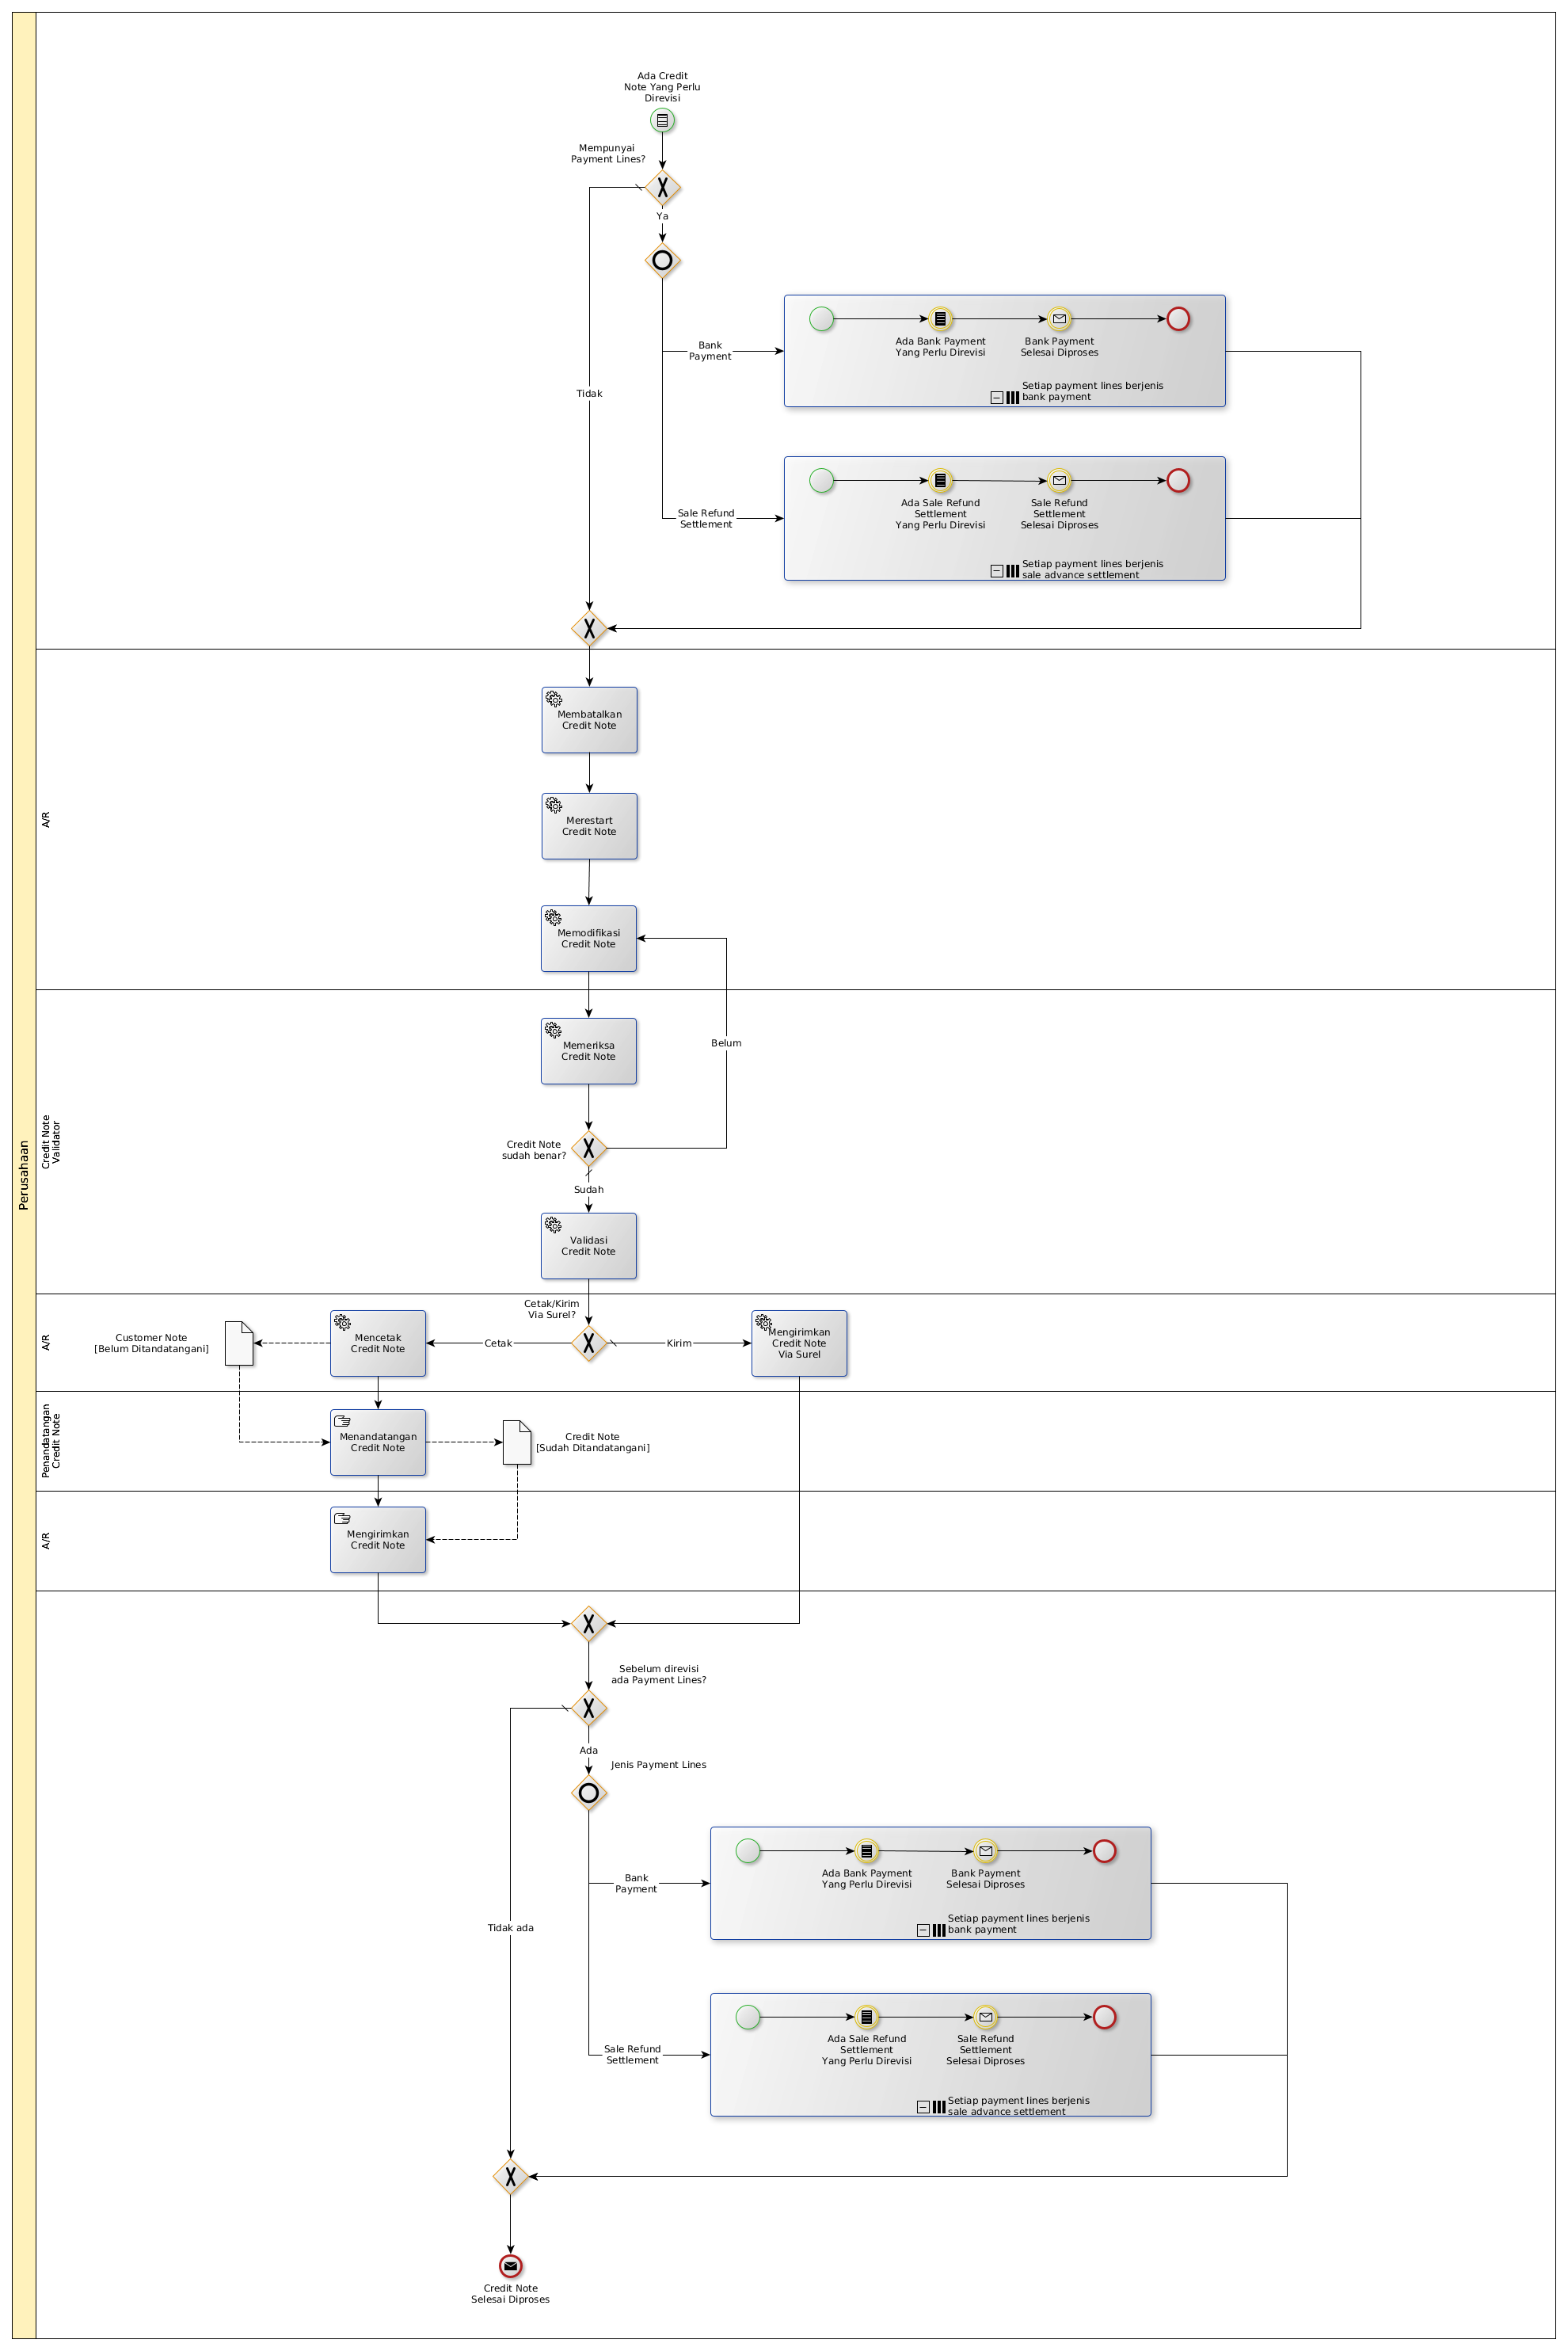 Perusahaan
Ada Credit
Note Yang Perlu
Direvisi
Mempunyai
Payment Lines?
Ya
Tidak
Bank
Payment
Ada Bank Payment
Yang Perlu Direvisi
Bank Payment
Selesai Diproses
Setiap payment lines berjenis
bank payment
Sale Refund
Settlement
Ada Sale Refund
Settlement
Yang Perlu Direvisi
Sale Refund
Settlement
Selesai Diproses
Setiap payment lines berjenis
sale advance settlement
A/R
Membatalkan
Credit Note
Merestart
Credit Note
Memodifikasi
Credit Note
Credit Note
Validator
Memeriksa
Credit Note
Belum
Credit Note
sudah benar?
Sudah
Validasi
Credit Note
A/R
Cetak/Kirim
Via Surel?
Customer Note
[Belum Ditandatangani]
Mencetak
Credit Note
Cetak
Kirim
Mengirimkan
Credit Note
Via Surel
Penandatangan
Credit Note
Menandatangan
Credit Note
Credit Note
[Sudah Ditandatangani]
A/R
Mengirimkan
Credit Note
Sebelum direvisi
ada Payment Lines?
Ada
Jenis Payment Lines
Tidak ada
Bank
Payment
Ada Bank Payment
Yang Perlu Direvisi
Bank Payment
Selesai Diproses
Setiap payment lines berjenis
bank payment
Sale Refund
Settlement
Ada Sale Refund
Settlement
Yang Perlu Direvisi
Sale Refund
Settlement
Selesai Diproses
Setiap payment lines berjenis
sale advance settlement
Credit Note
Selesai Diproses